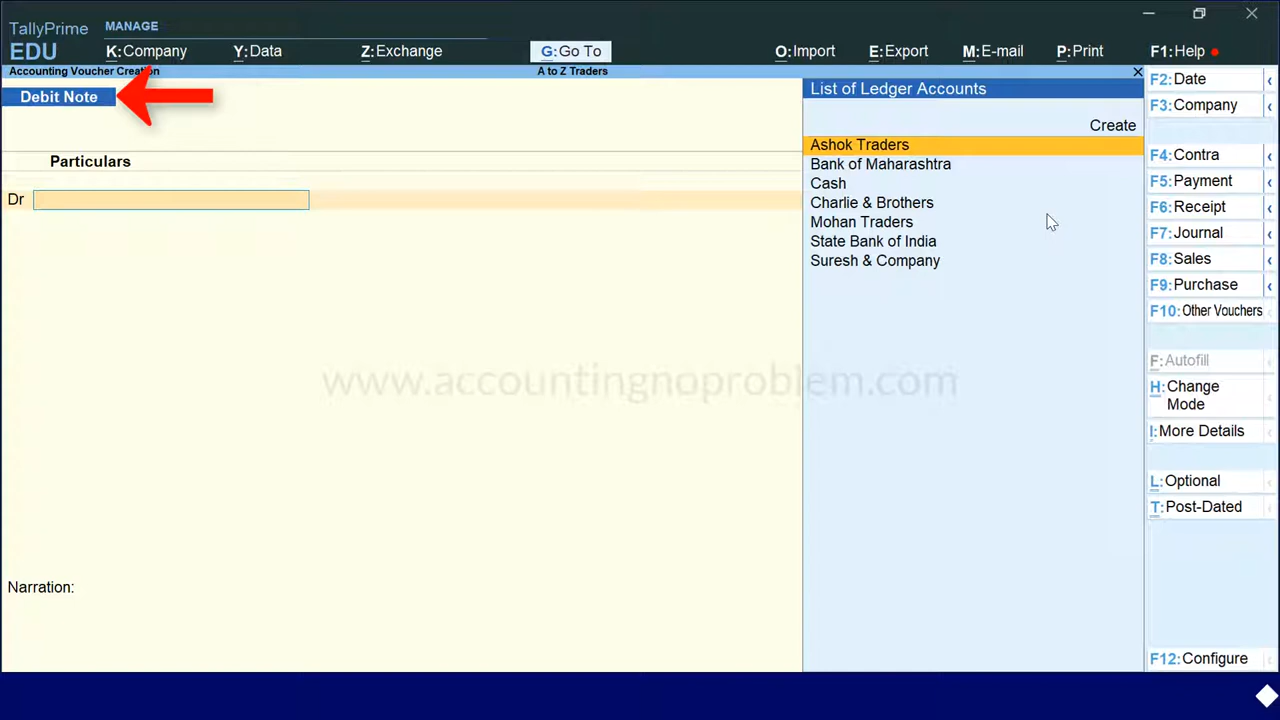 TallyPrime
EDU
MANAGE
K:Company
Y:Data
Z:Exchange
G:Go To
O:Import
E:Export
M:E-mail
P:Print
F1:Help
Accounting Voucher Creation
A to Z Traders
Debit Note
Particulars
Dr
Narration:
List of Ledger Accounts
Create
Ashok Traders
Bank of Maharashtra
Cash
Charlie & Brothers
Mohan Traders
State Bank of India
Suresh & Company
www.accountingnoproblem.com
F2:Date
F3:Company
F4:Contra
F5:Payment
F6:Receipt
F7:Journal
F8:Sales
F9:Purchase
F10:Other Vouchers
F:Autofill
H:Change
Mode
I:More Details
L:Optional
T:Post-Dated
F12:Configure